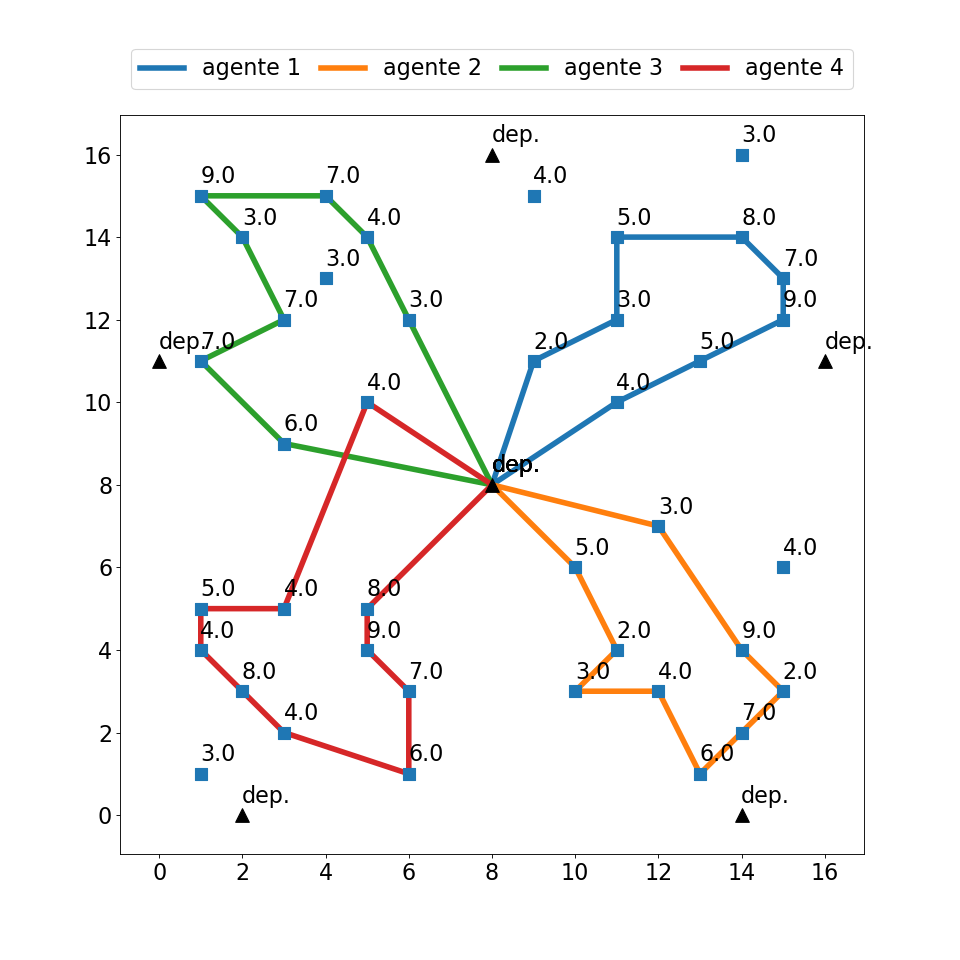 agente 1 agente 2 agente 3 agente 4
dep. 3.0
16
9.0 7.0 4.0
3.0 4.0 5.0 8.0
14
3.0 7.0
7.0 3.0 3.0 9.0
12
dep. 7.0 2.0 5.0 dep.
4.0 4.0
10
6.0
dep. dep.
8
3.0
5.0 4.0
6
5.0 4.0 8.0
4.0 9.0 2.0 9.0
4
8.0 7.0 3.0 4.0 2.0
4.0 7.0
2
3.0 6.0 6.0
dep. dep.
0
0 2 4 6 8 10 12 14 16